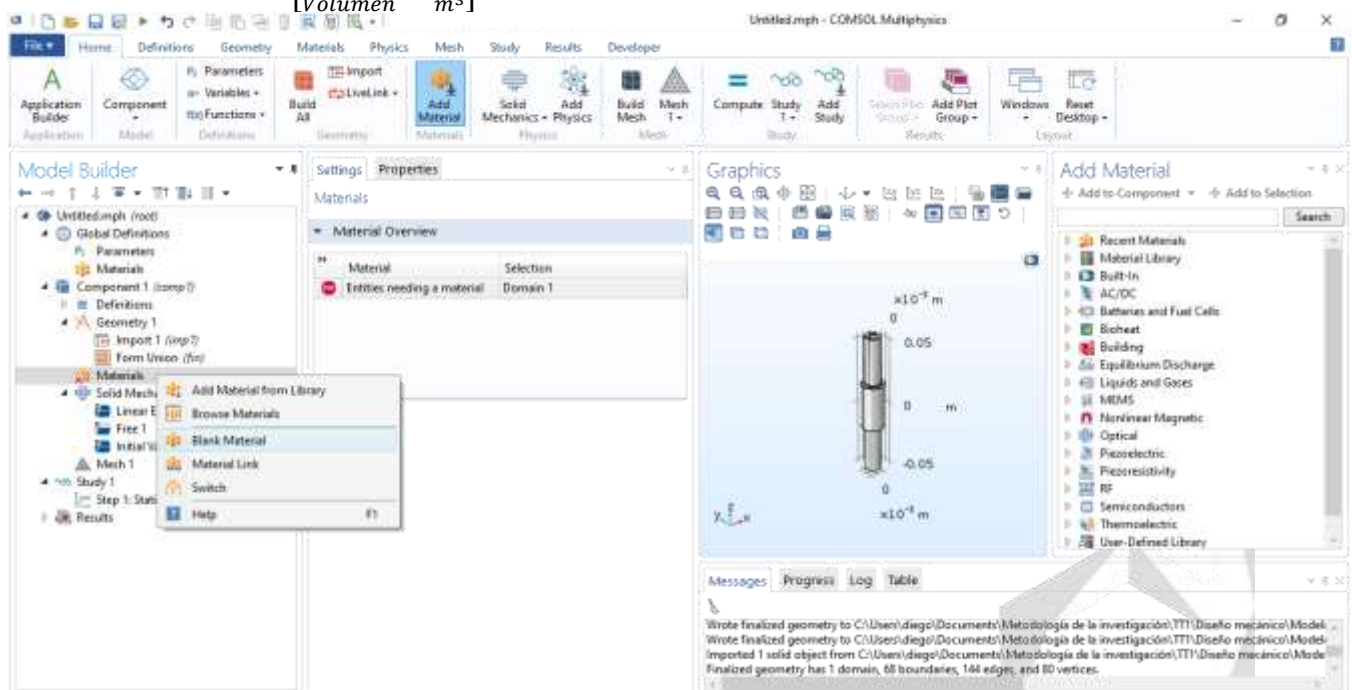 [Volumen m³]
Untitled.mph - COMSOL Multiphysics
File Home Definitions Geometry Materials Physics Mesh Study Results Developer
Application Builder
Component
Pi Parameters
a= Variables
f(x) Functions
Build All
Import
LiveLink
Add Material
Solid Mechanics
Add Physics
Build Mesh
Mesh 1
Compute
Study 1
Add Study
Add Plot Group
Windows
Reset Desktop
Application Model Definitions Geometry Materials Physics Mesh Study Results Layout
Model Builder
Untitled.mph (root)
Global Definitions
Pi Parameters
Materials
Component 1 (comp1)
Definitions
Geometry 1
Import 1 (imp1)
Form Union (fin)
Materials
Solid Mech
Linear E
Free 1
Initial V
Mesh 1
Study 1
Step 1: Stati
Results
Add Material from Library
Browse Materials
Blank Material
Material Link
Switch
Help F1
Settings Properties
Materials
Material Overview
Material Selection
Entities needing a material Domain 1
Graphics
m
0
0.05
0 m
-0.05
0
m
y z x
Add Material
Add to Component Add to Selection
Search
Recent Materials
Material Library
Built-In
AC/DC
Batteries and Fuel Cells
Bioheat
Building
Equilibrium Discharge
Liquids and Gases
MEMS
Nonlinear Magnetic
Optical
Piezoelectric
Piezoresistivity
RF
Semiconductors
Thermoelectric
User-Defined Library
Messages Progress Log Table
Wrote finalized geometry to C:\Users\diego\Documents\Metodología de la investigación\TT1\Diseño mecánico\Model
Wrote finalized geometry to C:\Users\diego\Documents\Metodología de la investigación\TT1\Diseño mecánico\Model
Imported 1 solid object from C:\Users\diego\Documents\Metodología de la investigación\TT1\Diseño mecánico\Mode
Finalized geometry has 1 domain, 68 boundaries, 144 edges, and 80 vertices.